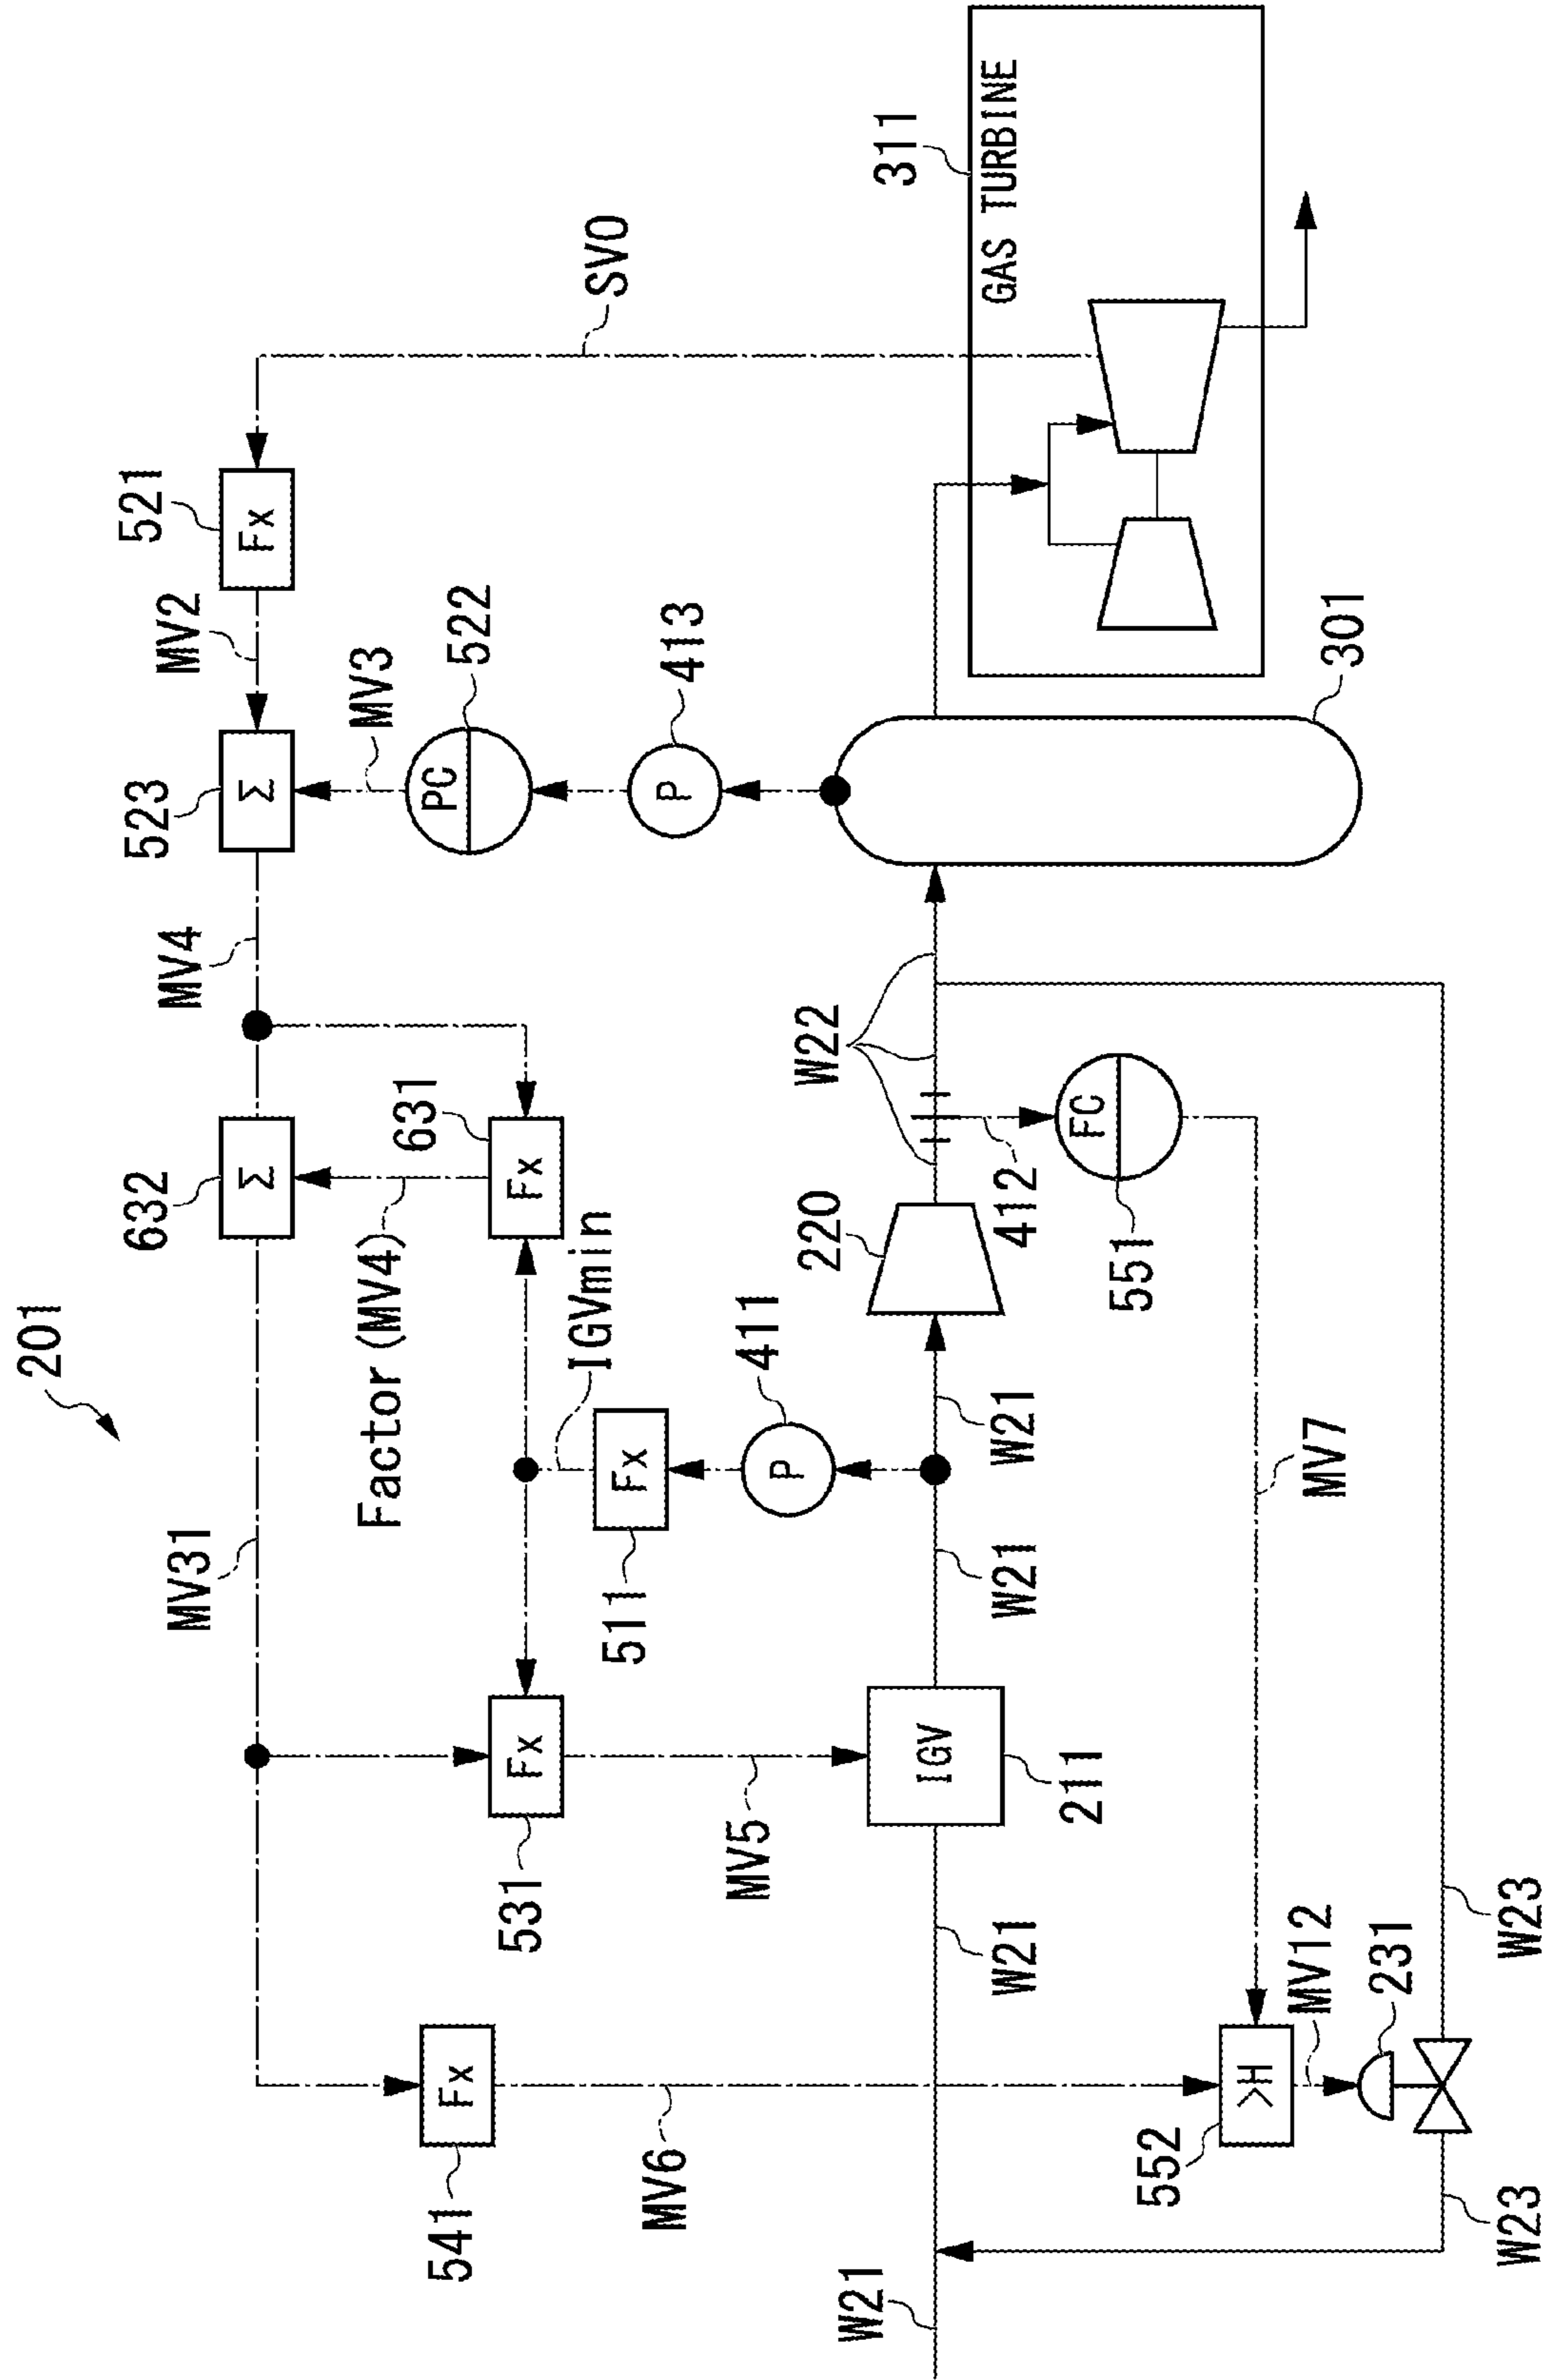 201
MV31
632
MV4
523
MV2
521
SV0
Σ
Σ
Fx
541
Fx
531
Fx
Factor(MV4)
631
Fx
MV3
PC
522
IGVmin
511
Fx
413
P
411
P
MV6
MV5
W21
W21
IGV
211
W21
W21
220
W22
412
FC
551
301
311
GAS TURBINE
552
>H
MV12
231
MV7
W23
W23